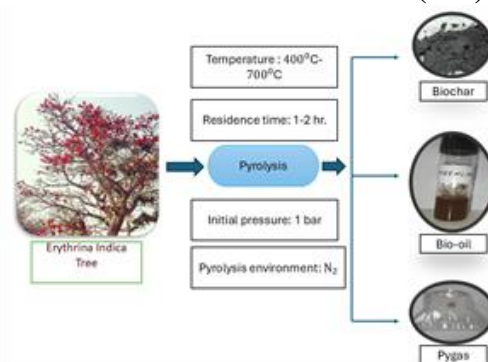 Temperature : 400⁰C-
700⁰C
Residence time: 1-2 hr.
Pyrolysis
Initial pressure: 1 bar
Pyrolysis environment: N₂
Erythrina Indica
Tree
Biochar
Bio-oil
Pygas